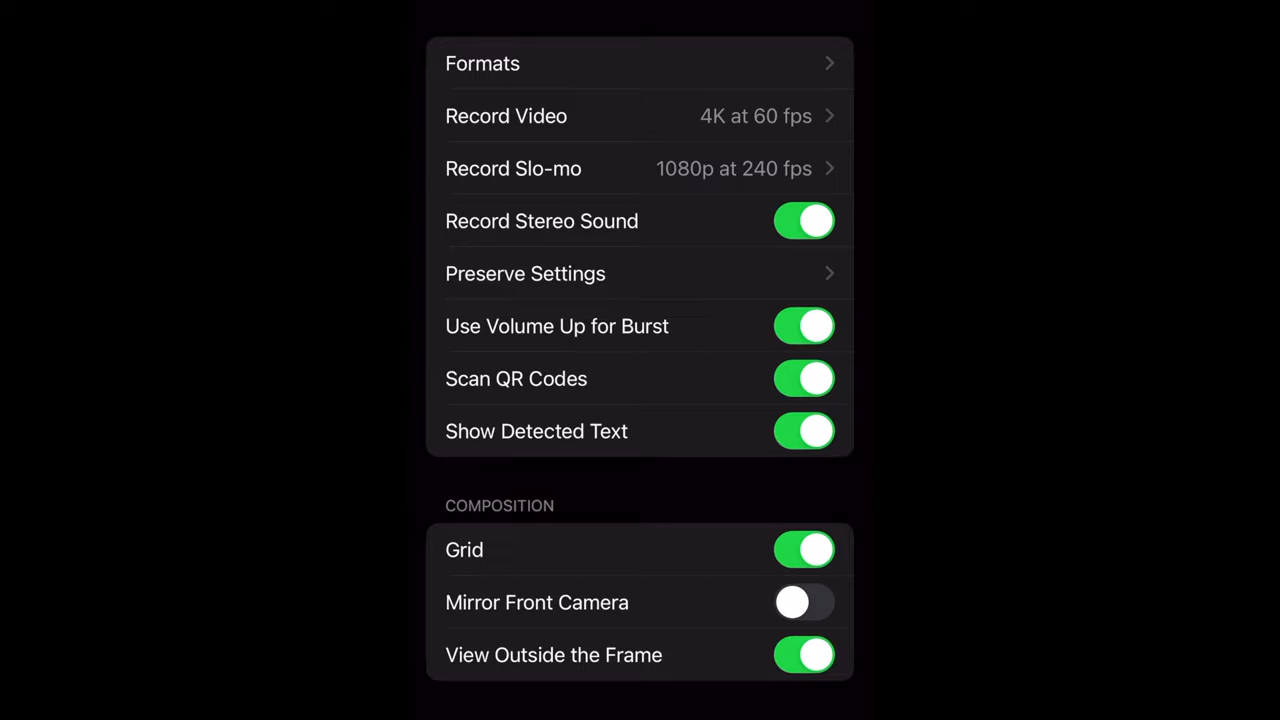 Formats
Record Video 4K at 60 fps
Record Slo-mo 1080p at 240 fps
Record Stereo Sound
Preserve Settings
Use Volume Up for Burst
Scan QR Codes
Show Detected Text
COMPOSITION
Grid
Mirror Front Camera
View Outside the Frame